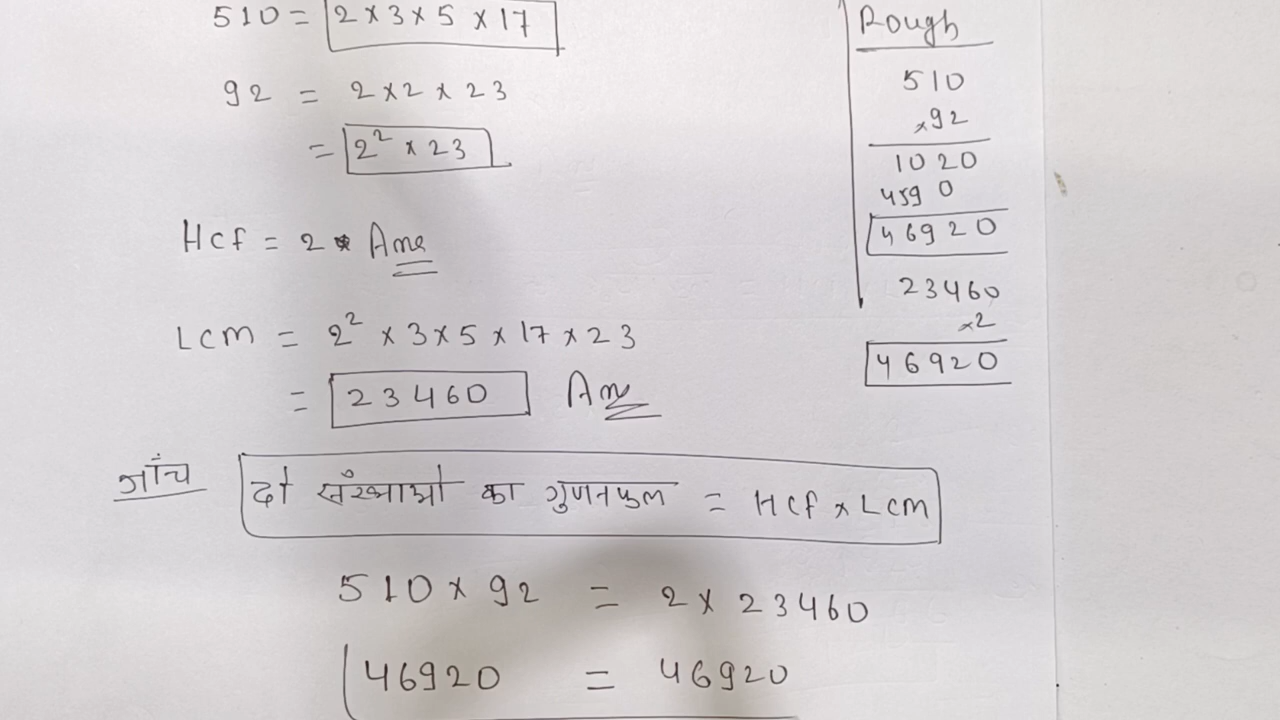 510 = 2 × 3 × 5 × 17
92 = 2 × 2 × 23
= 2² × 23
Hcf = 2 Ans
Lcm = 2² × 3 × 5 × 17 × 23
= 23460 Ans
जाँच दो संख्याओं का गुणनफल = Hcf × Lcm
510 × 92 = 2 × 23460
46920 = 46920
Rough
510
×92
1020
4590
46920
23460
×2
46920